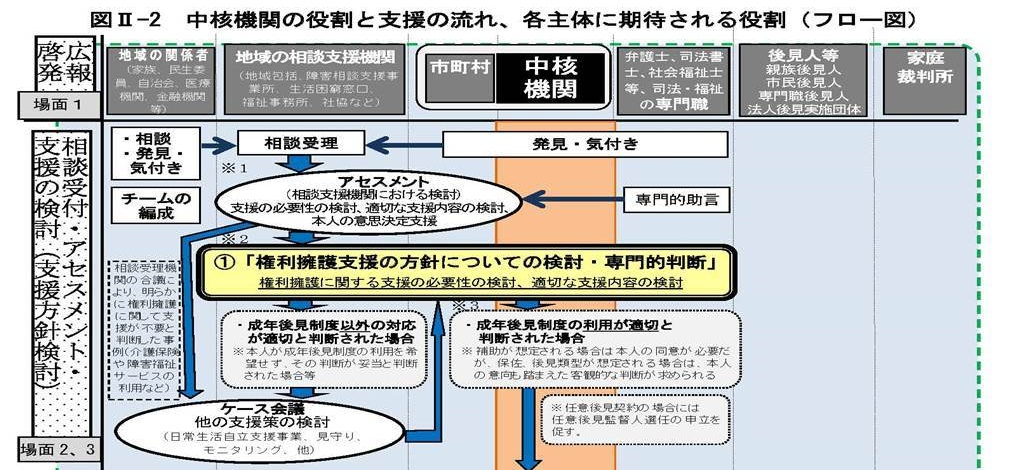 図Ⅱ-2　中核機関の役割と支援の流れ、各主体に期待される役割（フロー図）
広報
啓発
場面１
地域の関係者
（家族、民生委
員、自治会、医療
機関、金融機関
等）
地域の相談支援機関
（地域包括、障害相談支援事
業所、生活困窮窓口、
福祉事務所、社協など）
市町村
中核
機関
弁護士、司法書
士、社会福祉士
等、司法・福祉
の専門職
後見人等
親族後見人
市民後見人
専門職後見人
法人後見実施団体
家庭
裁判所
相談受付・アセスメント・
支援の検討（支援方針検討）
場面２、３
・相談
・発見・
気付き
相談受理
発見・気付き
※１
チームの
編成
アセスメント
（相談支援機関における検討）
支援の必要性の検討、適切な支援内容の検討、
本人の意思決定支援
専門的助言
※２
①「権利擁護支援の方針についての検討・専門的判断」
権利擁護に関する支援の必要性の検討、適切な支援内容の検討
※３
相談受理機
関の合議に
より、明らか
に権利擁護
に関して支
援が不要と
判断した事
例（介護保険
や障害福祉
サービスの
利用など）
・成年後見制度以外の対応
が適切と判断された場合
※本人が成年後見制度の利用を希
望せず、その判断が妥当と判断
された場合等
・成年後見制度の利用が適切と
判断された場合
※補助が想定される場合は本人の同意が必要だ
が、保佐、後見類型が想定される場合は、本人
の意向も踏まえた客観的な判断が求められる
ケース会議
他の支援策の検討
（日常生活自立支援事業、見守り、
モニタリング、他）
※任意後見契約の場合には
任意後見監督人選任の申立を
促す。